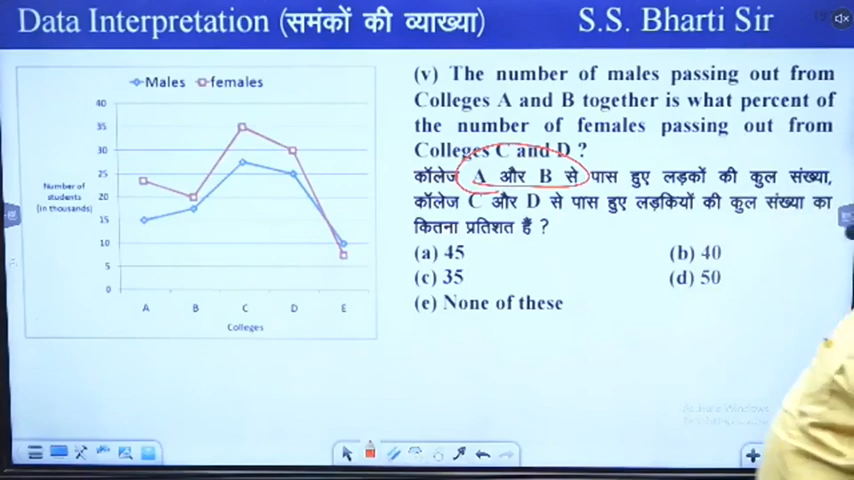 Data Interpretation (समंकों की व्याख्या) S.S. Bharti Sir
Males females
40
35
30
25
20
15
10
5
0
Number of
students
(in thousands)
A B C D E
Colleges
(v) The number of males passing out from
Colleges A and B together is what percent of
the number of females passing out from
Colleges C and D ?
कॉलेज A और B से पास हुए लड़कों की कुल संख्या,
कॉलेज C और D से पास हुए लड़कियों की कुल संख्या का
कितना प्रतिशत हैं ?
(a) 45 (b) 40
(c) 35 (d) 50
(e) None of these